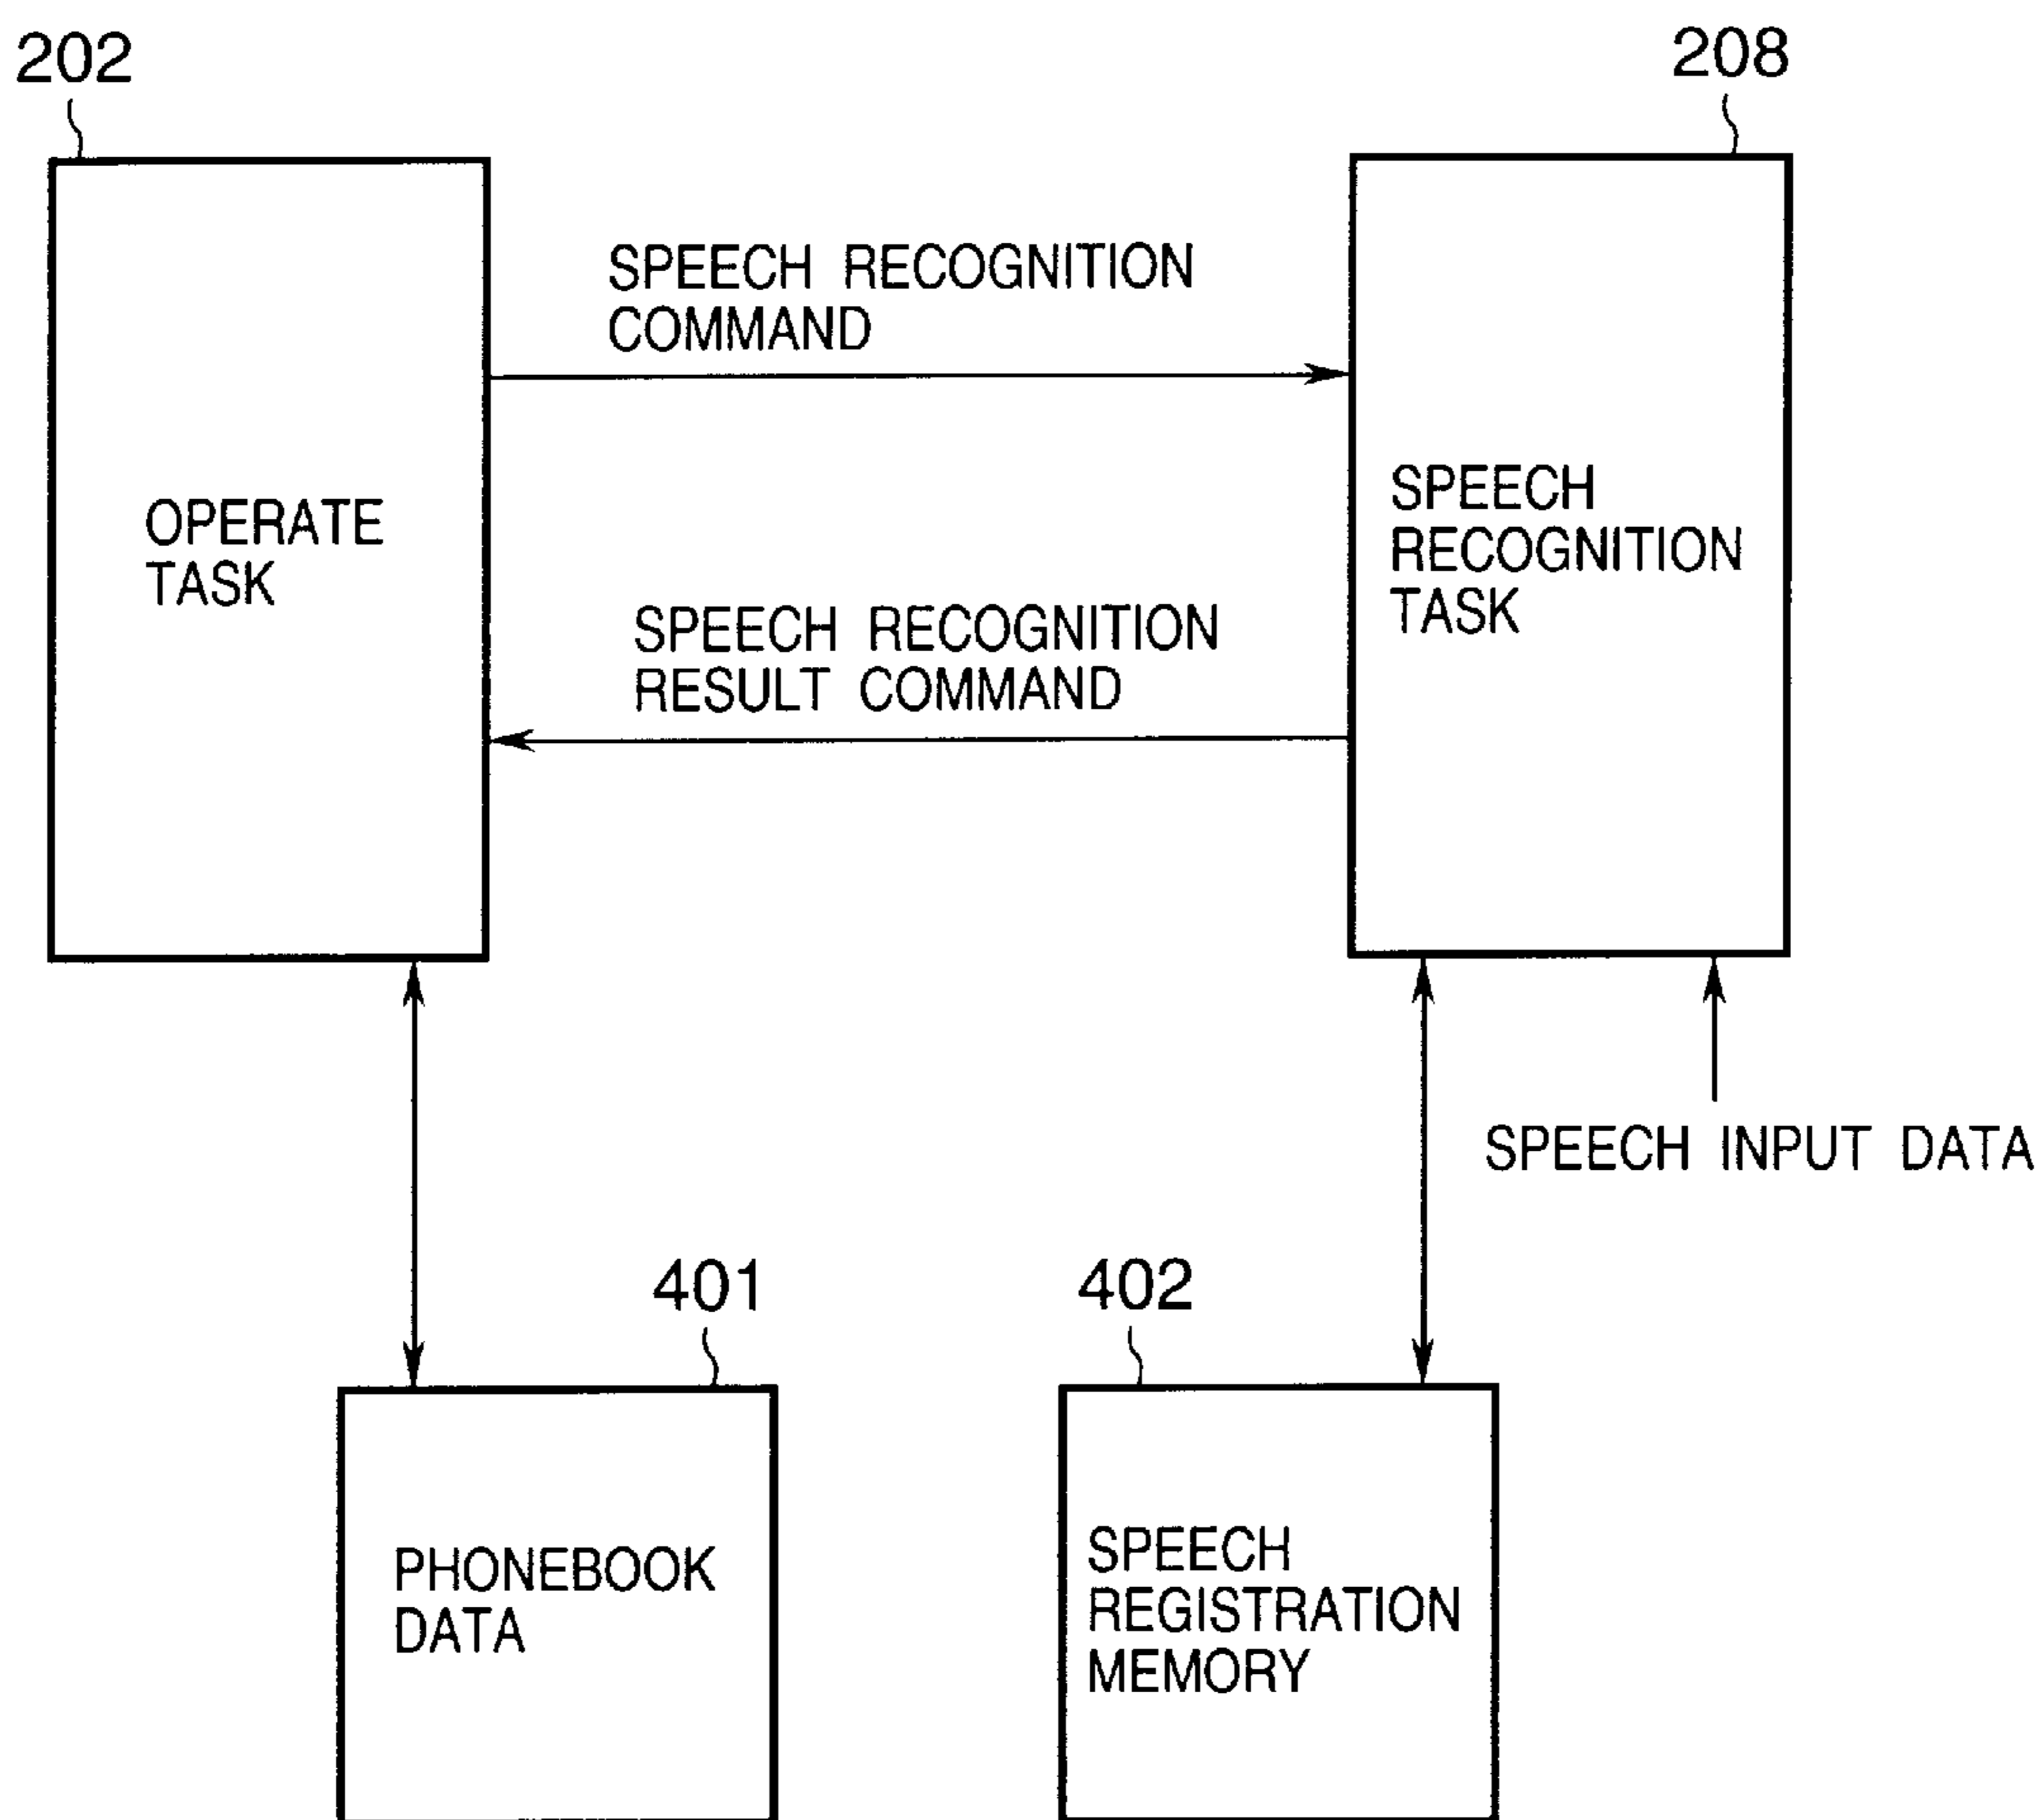 202
208
SPEECH RECOGNITION
COMMAND
OPERATE
TASK
SPEECH
RECOGNITION
TASK
SPEECH RECOGNITION
RESULT COMMAND
SPEECH INPUT DATA
401
402
PHONEBOOK
DATA
SPEECH
REGISTRATION
MEMORY